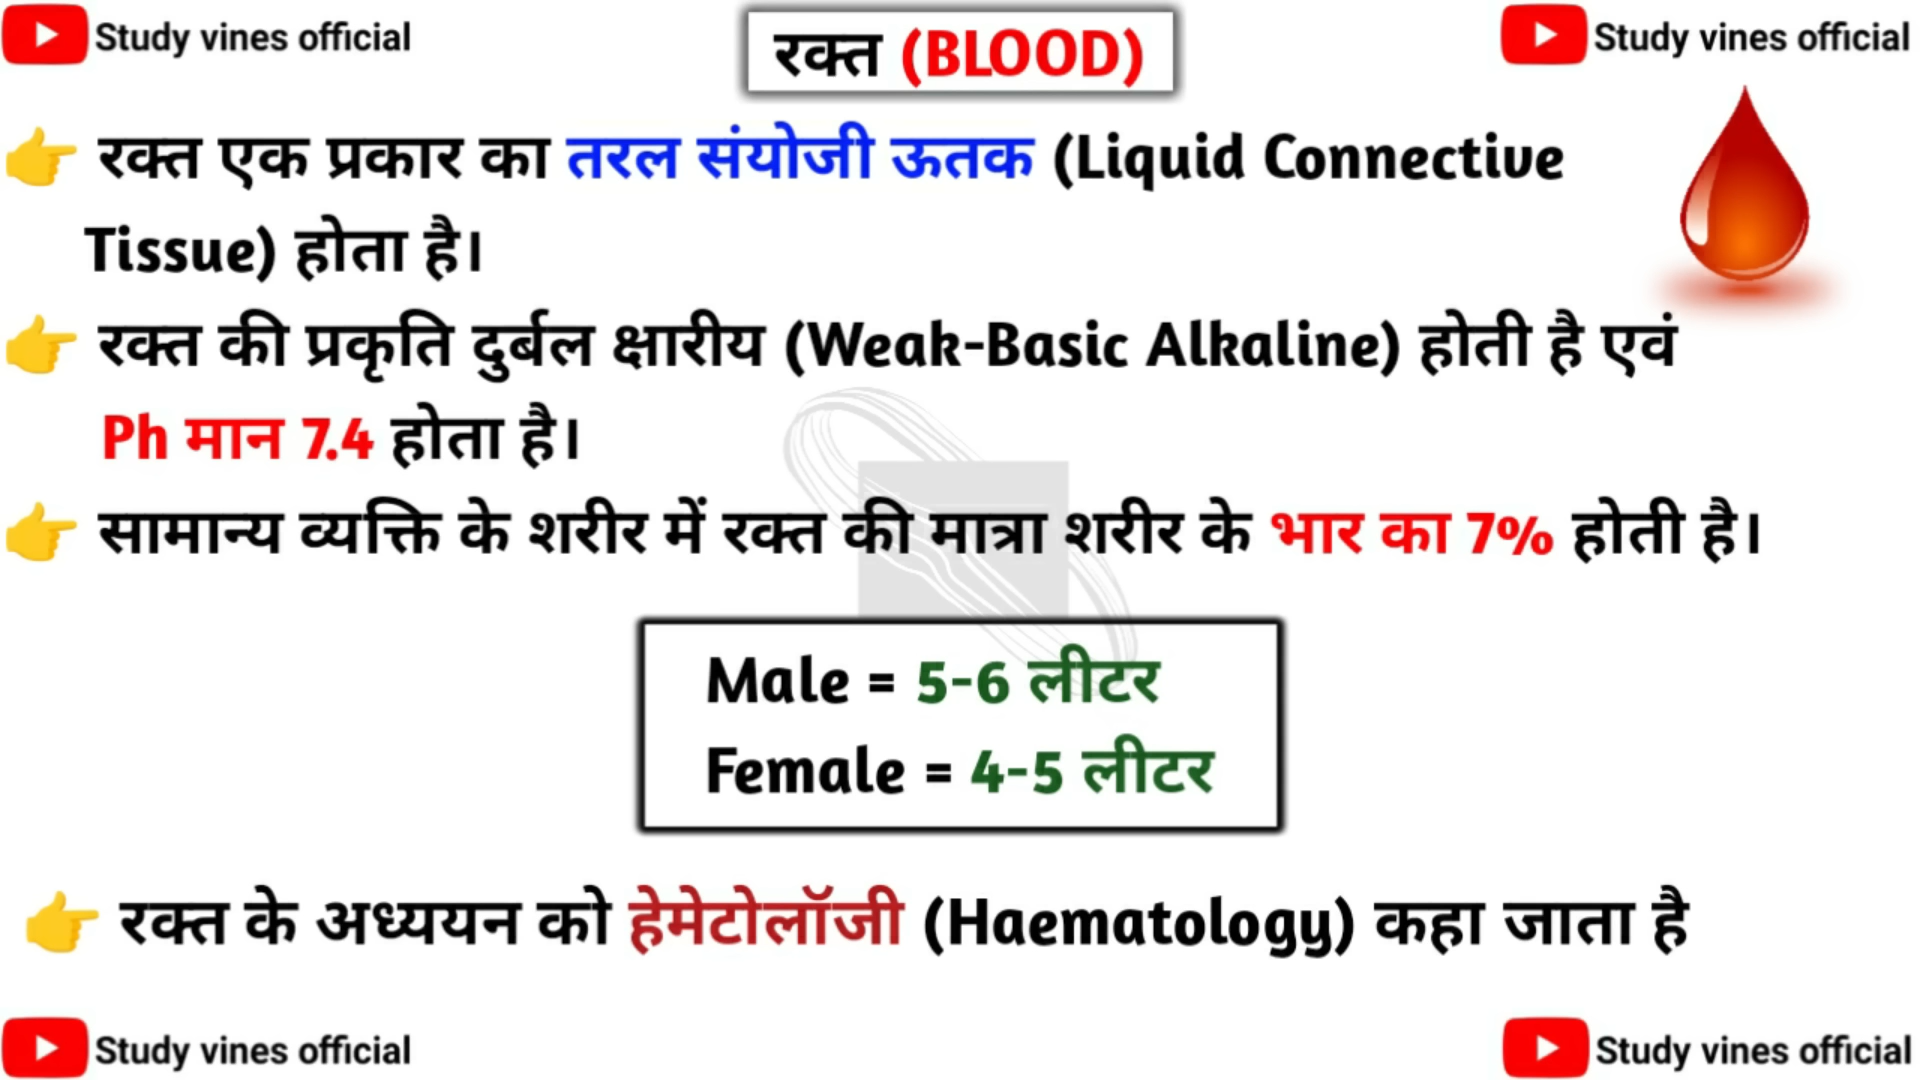 Study vines official
रक्त (BLOOD)
Study vines official
👉 रक्त एक प्रकार का तरल संयोजी ऊतक (Liquid Connective
Tissue) होता है।
👉 रक्त की प्रकृति दुर्बल क्षारीय (Weak-Basic Alkaline) होती है एवं
Ph मान 7.4 होता है।
👉 सामान्य व्यक्ति के शरीर में रक्त की मात्रा शरीर के भार का 7% होती है।
Male = 5-6 लीटर
Female = 4-5 लीटर
👉 रक्त के अध्ययन को हेमेटोलॉजी (Haematology) कहा जाता है
Study vines official
Study vines official